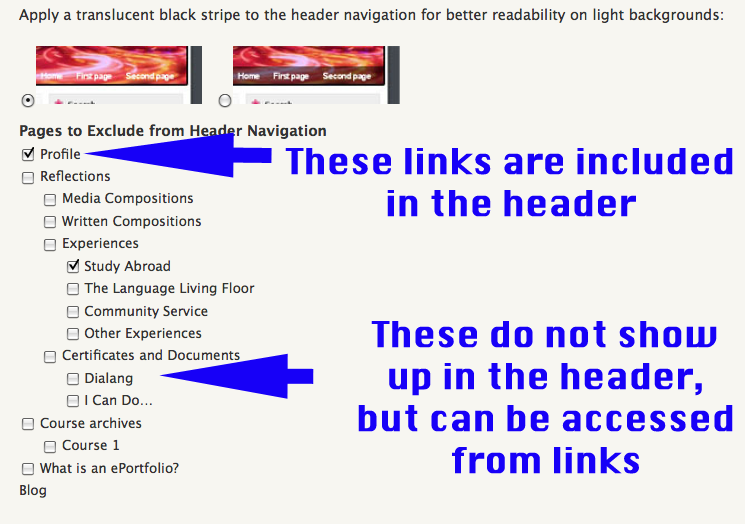 Apply a translucent black stripe to the header navigation for better readability on light backgrounds:
Home First page Second page
Home First page Second page
Search
Pages to Exclude from Header Navigation
Profile
These links are included
in the header
Reflections
Media Compositions
Written Compositions
Experiences
Study Abroad
The Language Living Floor
Community Service
Other Experiences
Certificates and Documents
Dialang
I Can Do...
These do not show
up in the header,
but can be accessed
from links
Course archives
Course 1
What is an ePortfolio?
Blog